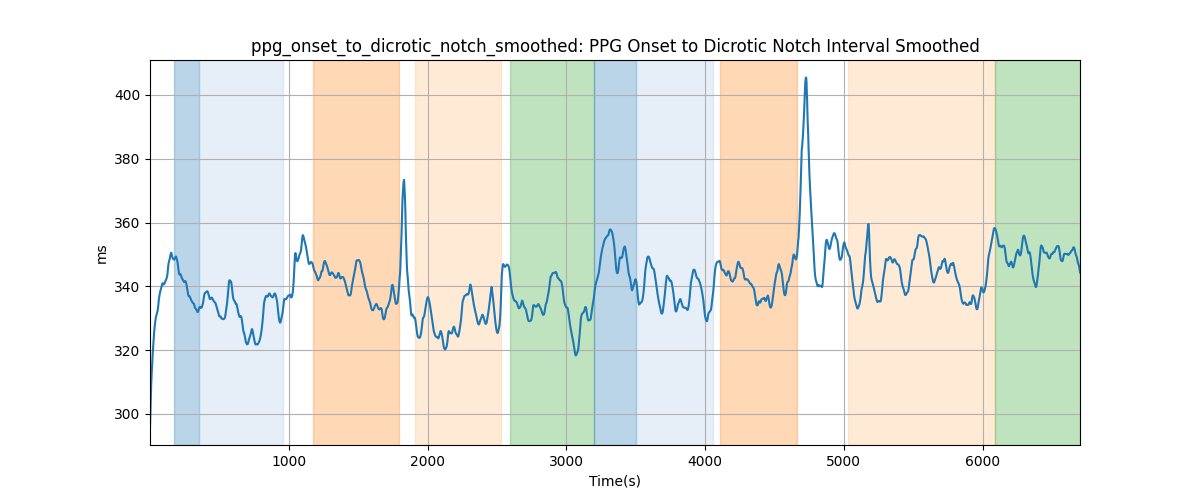 ppg_onset_to_dicrotic_notch_smoothed: PPG Onset to Dicrotic Notch Interval Smoothed
400
380
360
340
320
300
ms
1000 2000 3000 4000 5000 6000
Time(s)